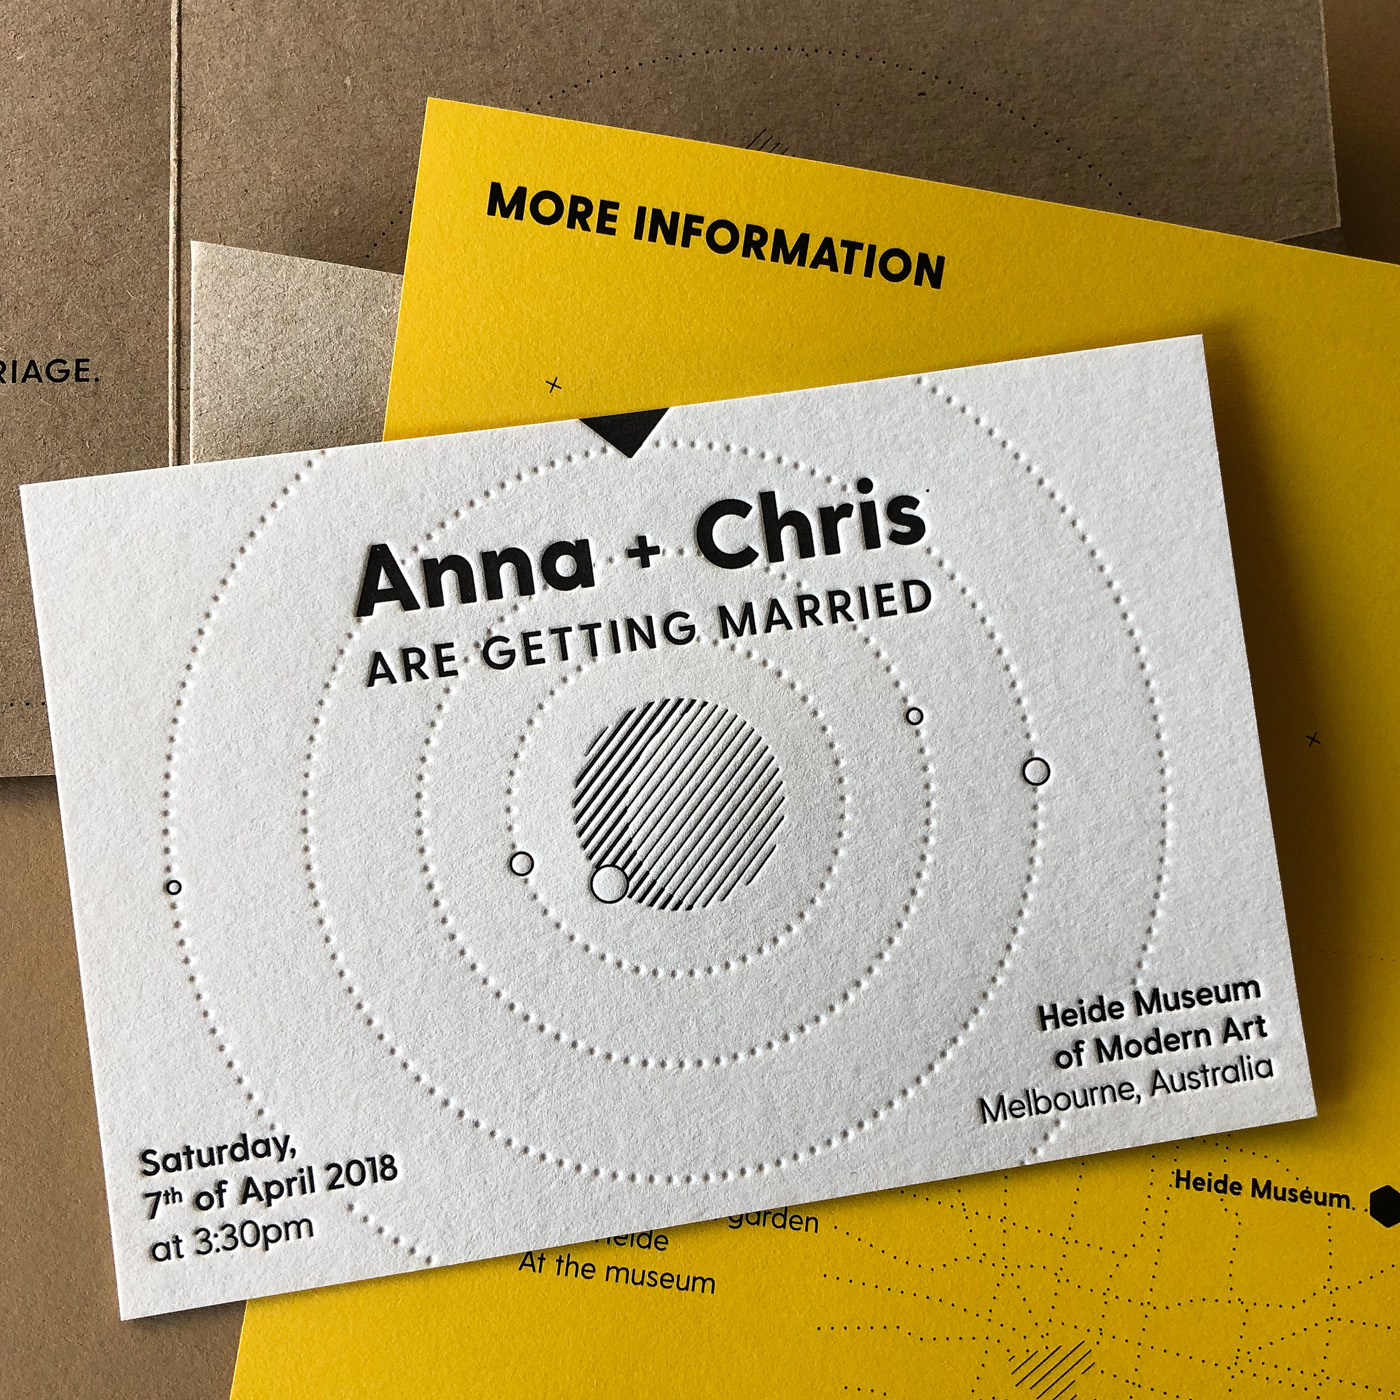 MORE INFORMATION
RIAGE.
Anna + Chris
ARE GETTING MARRIED
Heide Museum
of Modern Art
Melbourne, Australia
Saturday,
7th of April 2018
at 3:30pm
Heide Museum
garden
Heide
At the museum